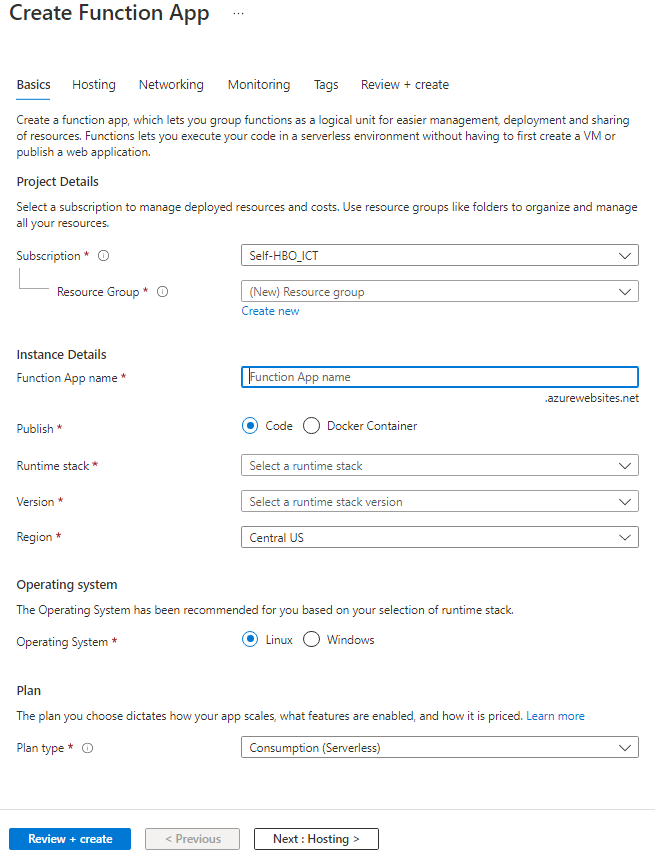 Create Function App ...
Basics Hosting Networking Monitoring Tags Review + create
Create a function app, which lets you group functions as a logical unit for easier management, deployment and sharing
of resources. Functions lets you execute your code in a serverless environment without having to first create a VM or
publish a web application.
Project Details
Select a subscription to manage deployed resources and costs. Use resource groups like folders to organize and manage
all your resources.
Subscription * Self-HBO_ICT
Resource Group * (New) Resource group
Create new
Instance Details
Function App name * Function App name
.azurewebsites.net
Publish * Code Docker Container
Runtime stack * Select a runtime stack
Version * Select a runtime stack version
Region * Central US
Operating system
The Operating System has been recommended for you based on your selection of runtime stack.
Operating System * Linux Windows
Plan
The plan you choose dictates how your app scales, what features are enabled, and how it is priced. Learn more
Plan type * Consumption (Serverless)
Review + create < Previous Next : Hosting >